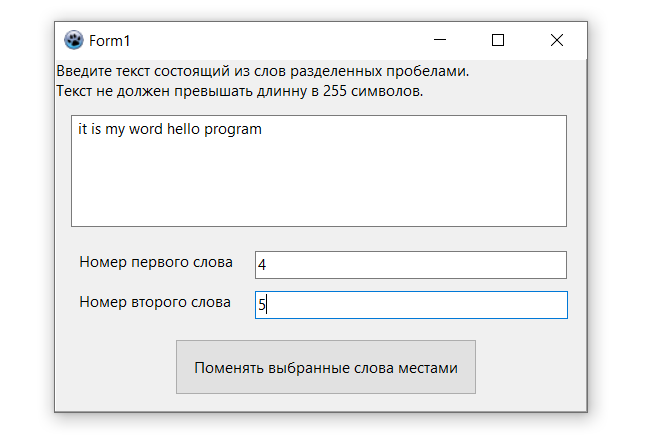 Form1
Введите текст состоящий из слов разделенных пробелами.
Текст не должен превышать длинну в 255 символов.
it is my word hello program
Номер первого слова 4
Номер второго слова 5
Поменять выбранные слова местами